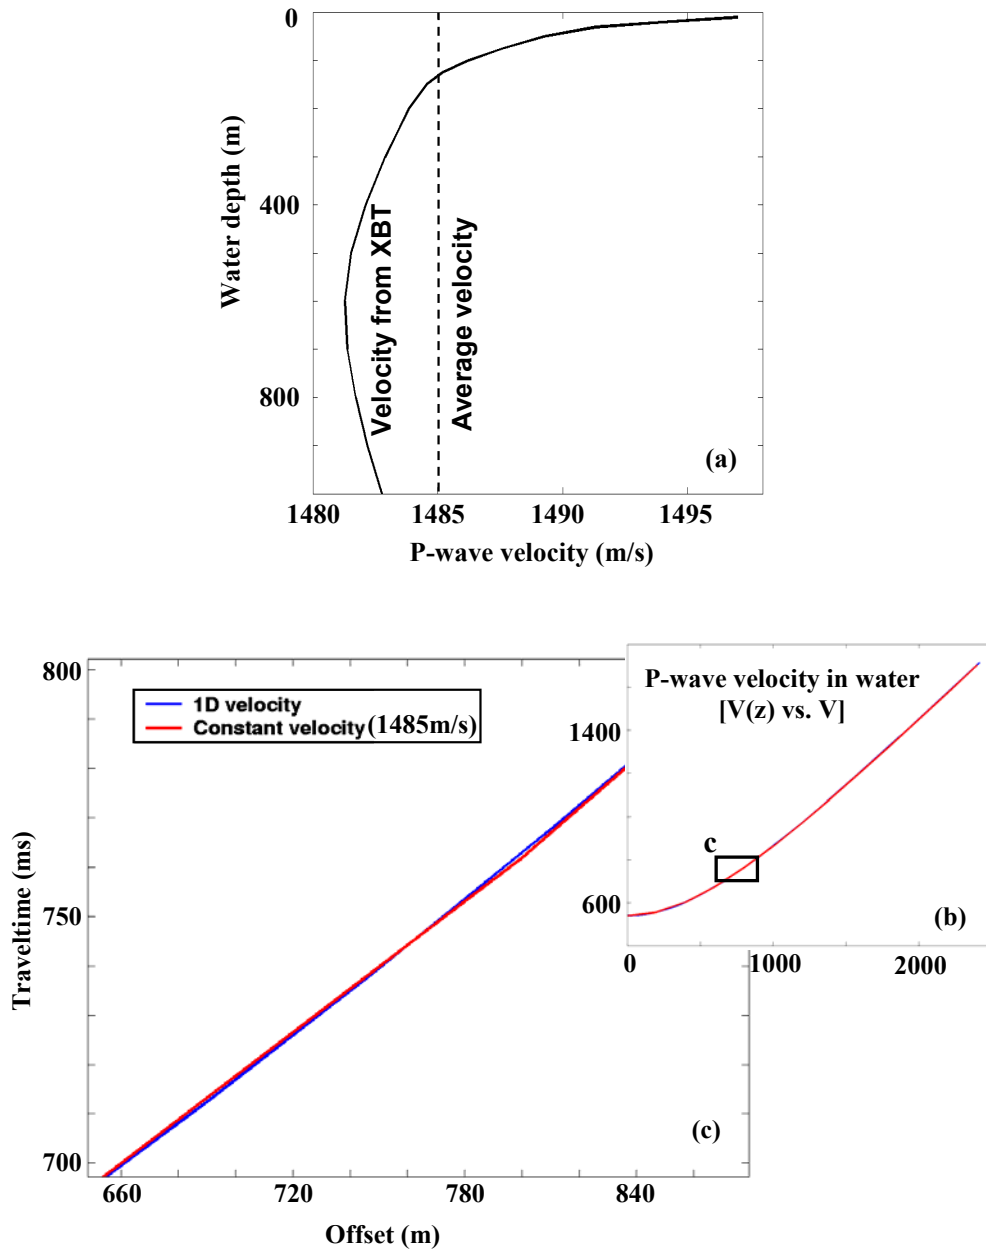 0
400
800
Water depth (m)
Velocity from XBT
Average velocity
(a)
1480 1485 1490 1495
P-wave velocity (m/s)
800
750
700
Traveltime (ms)
1D velocity
Constant velocity (1485m/s)
P-wave velocity in water
[V(z) vs. V]
1400
c
600
(b)
0 1000 2000
(c)
660 720 780 840
Offset (m)